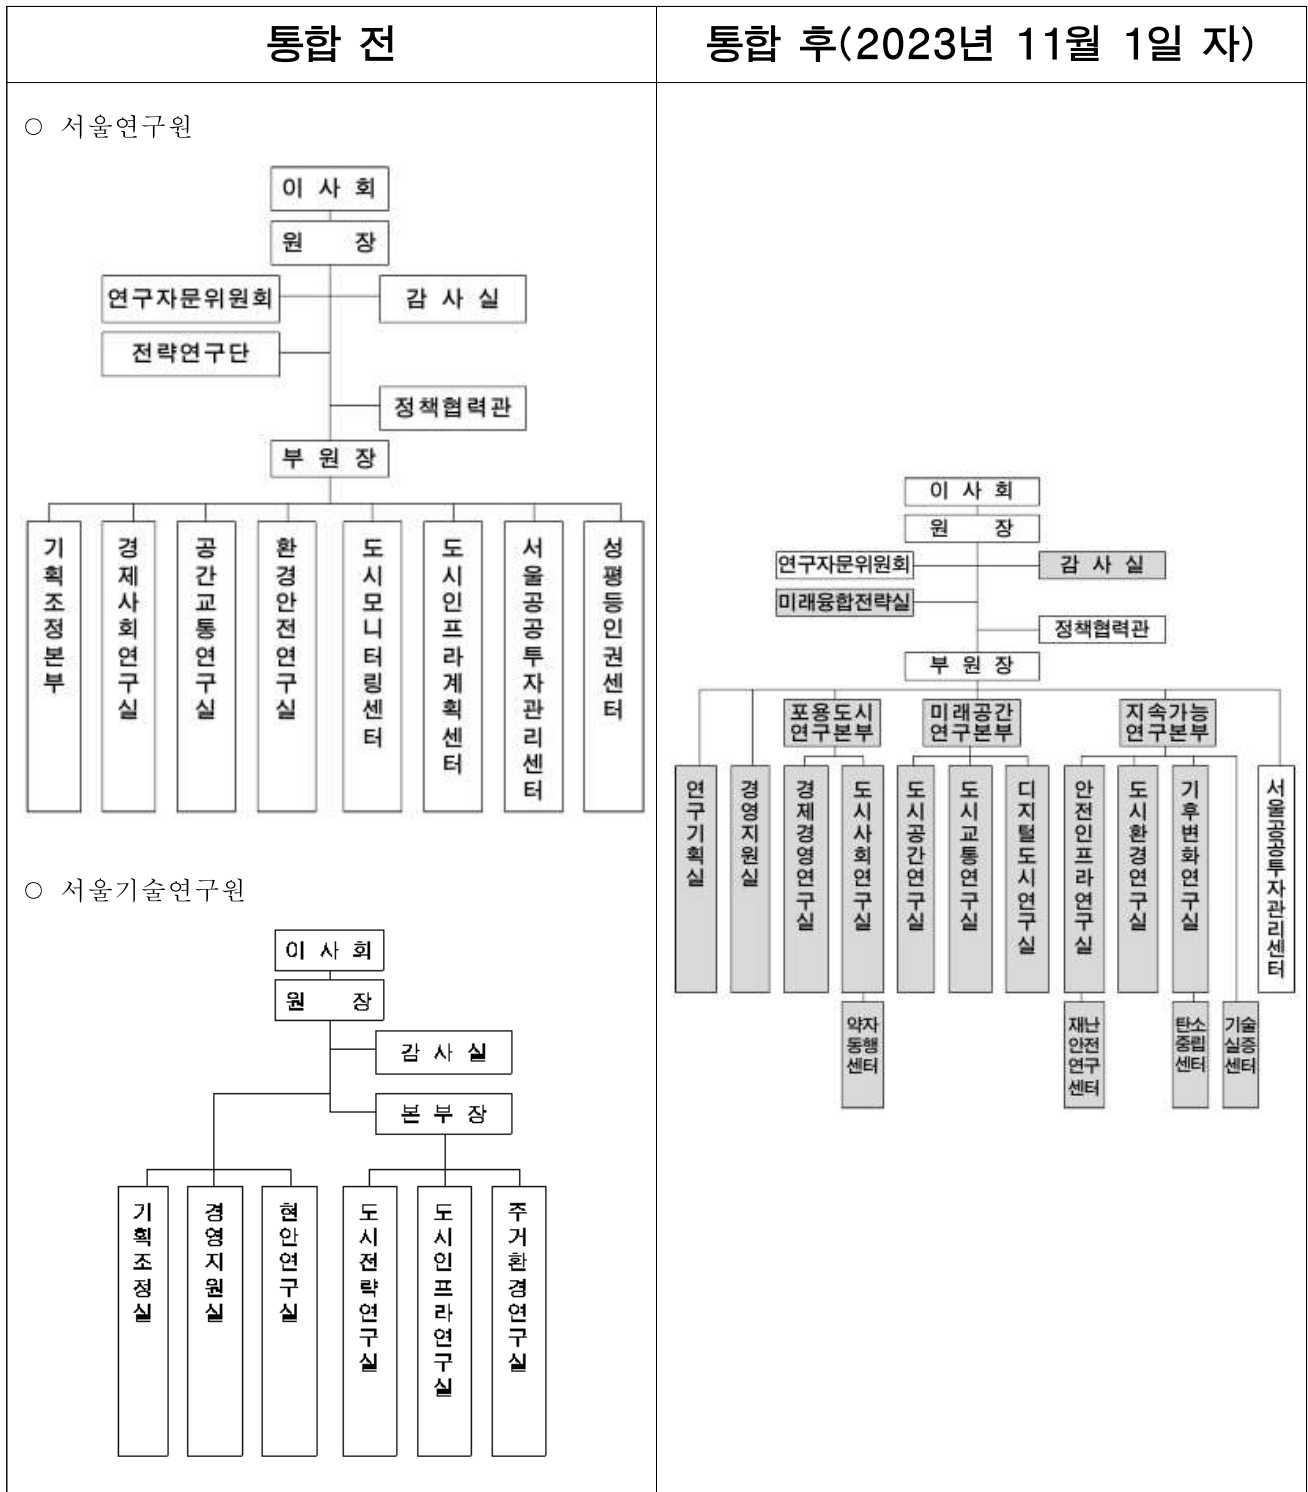 통합 전
통합 후(2023년 11월 1일 자)
○ 서울연구원
이 사 회
원 장
연구자문위원회
감 사 실
전략연구단
정책협력관
부 원 장
기획조정본부
경제사회연구실
공간교통연구실
환경안전연구실
도시모니터링센터
도시인프라계획센터
서울공공투자관리센터
성평등인권센터
○ 서울기술연구원
이 사 회
원 장
감 사 실
본 부 장
기획조정실
경영지원실
현안연구실
도시전략연구실
도시인프라연구실
주거환경연구실
이 사 회
원 장
연구자문위원회
감 사 실
미래융합전략실
정책협력관
부 원 장
포용도시
연구본부
미래공간
연구본부
지속가능
연구본부
연구기획실
경영지원실
경제경영연구실
도시사회연구실
도시공간연구실
도시교통연구실
디지털도시연구실
안전인프라연구실
도시환경연구실
기후변화연구실
서울공공투자관리센터
약자
동행
센터
재난
안전
연구
센터
탄소
중립
센터
기술
실증
센터